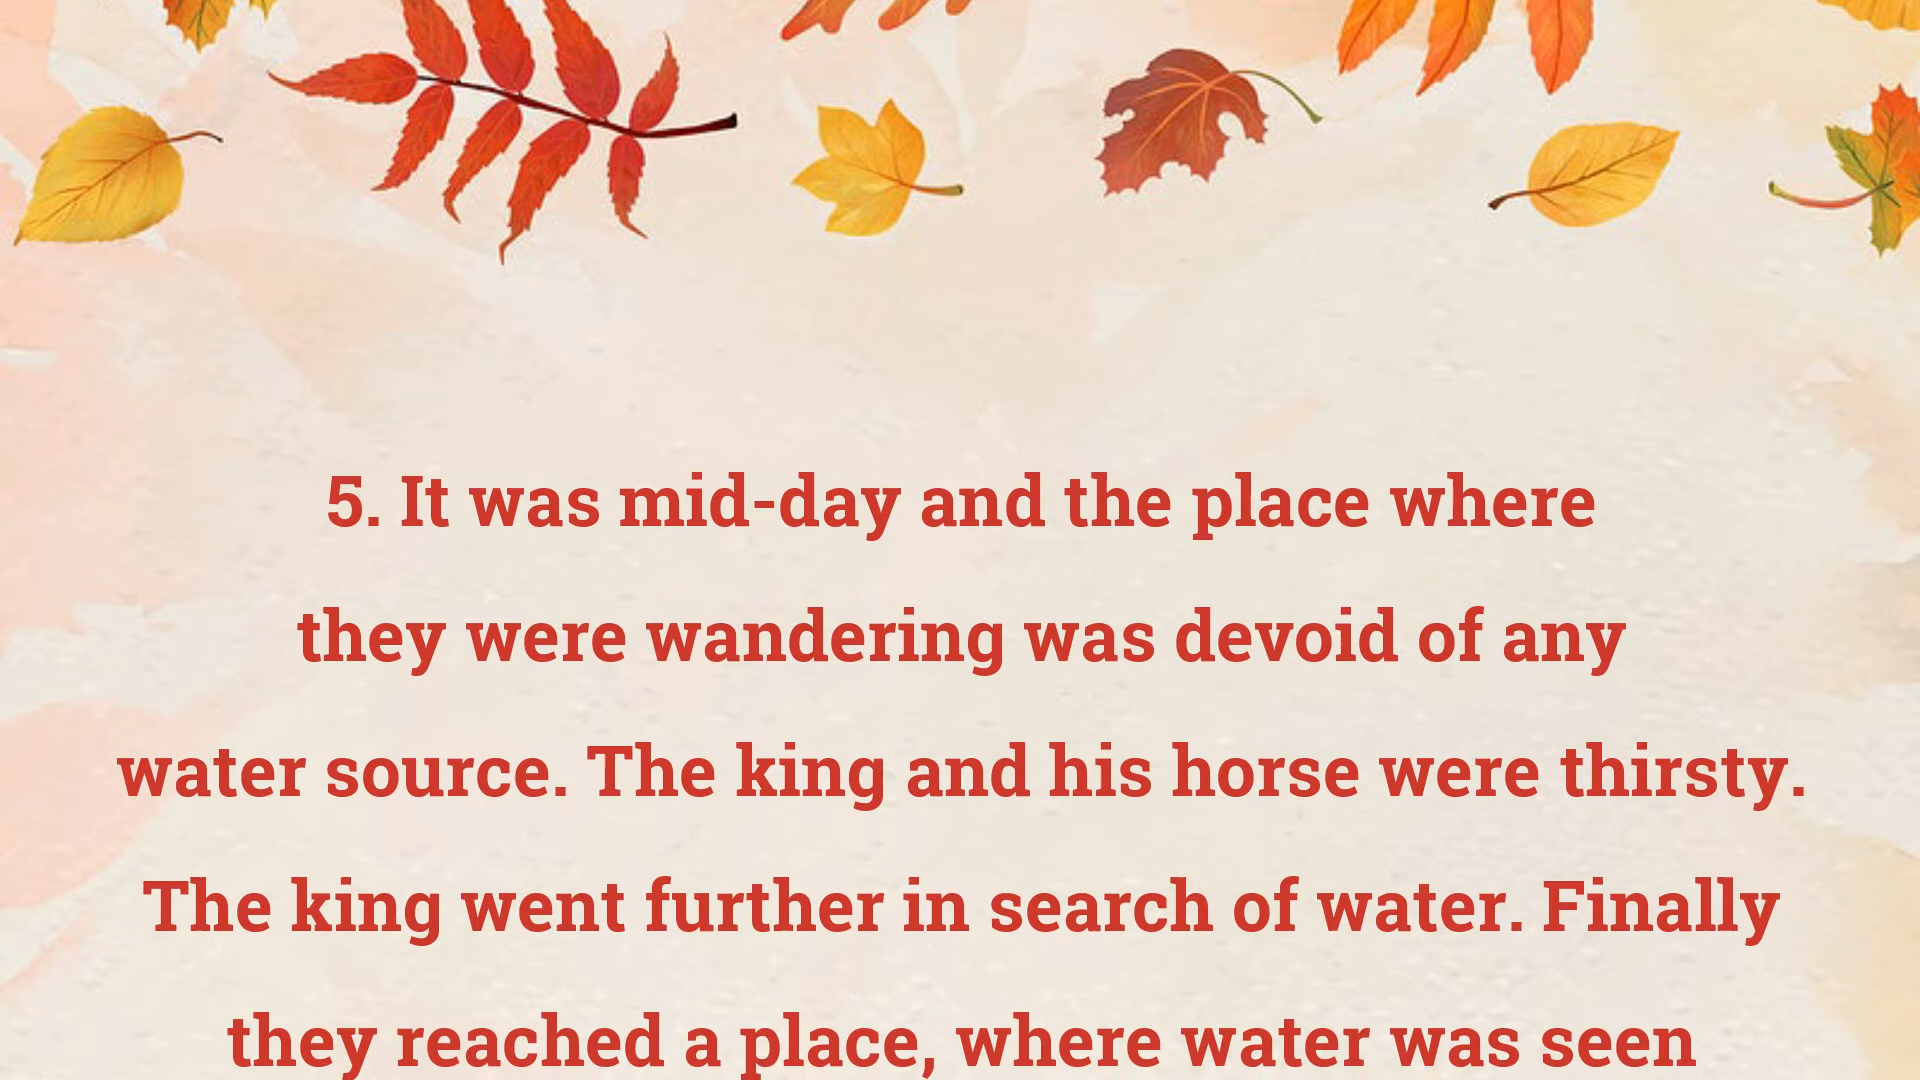 5. It was mid-day and the place where
they were wandering was devoid of any
water source. The king and his horse were thirsty.
The king went further in search of water. Finally
they reached a place, where water was seen